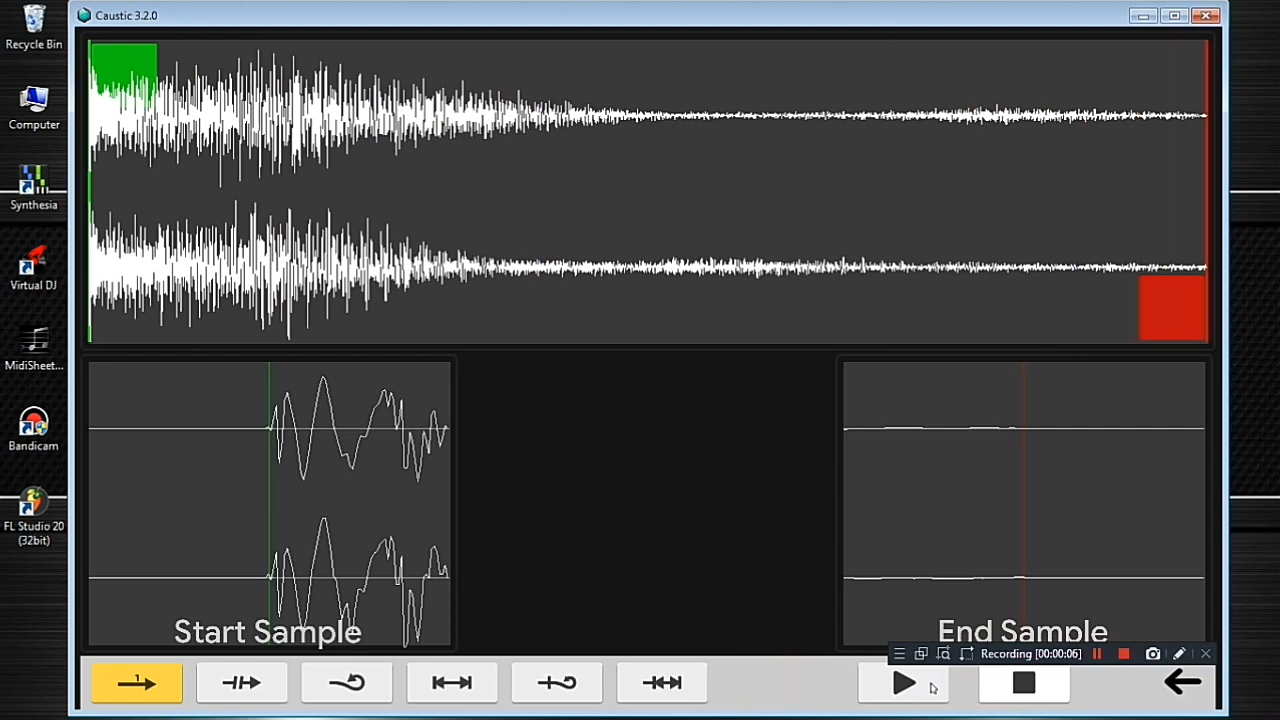 Recycle Bin
Computer
Synthesia
Virtual DJ
MidiSheet...
Bandicam
FL Studio 20
(32bit)
Caustic 3.2.0
Start Sample
End Sample
Recording [00:00:06]
1